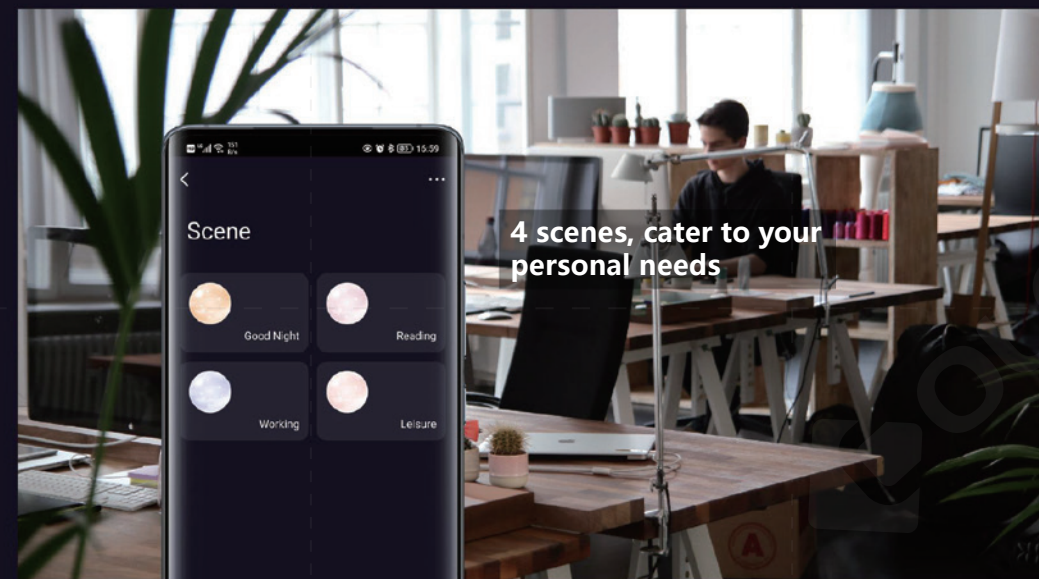 15:59
Scene
Good Night
Reading
Working
Leisure
4 scenes, cater to your
personal needs
A